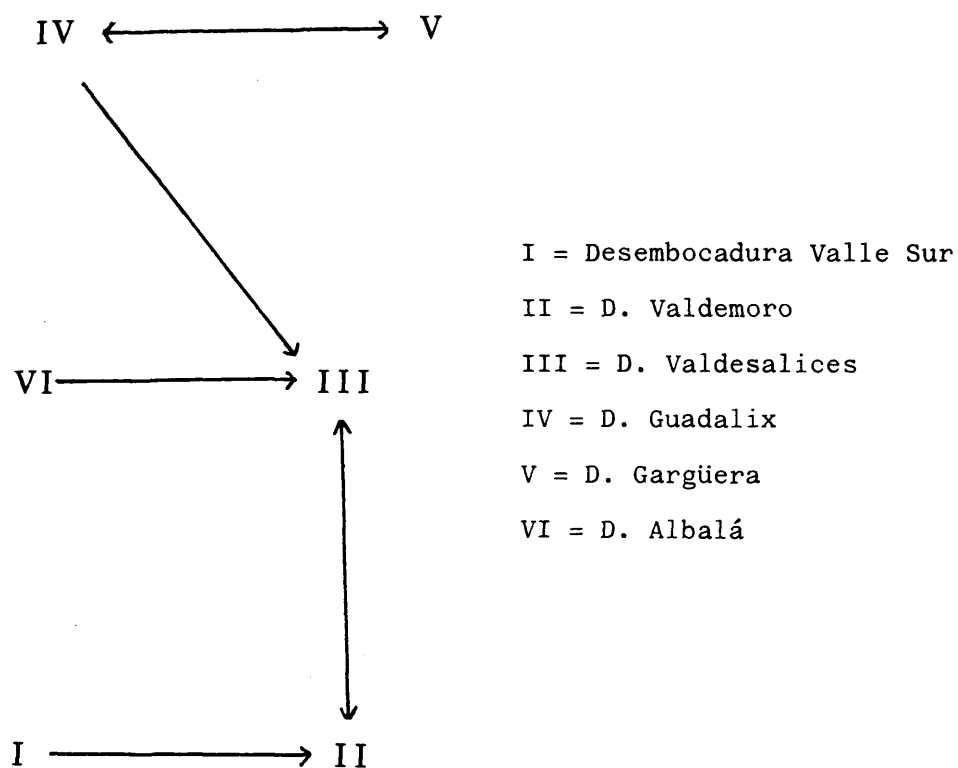 IV V
I = Desembocadura Valle Sur
II = D. Valdemoro
III = D. Valdesalices
VI III
IV = D. Guadalix
V = D. Gargüera
VI = D. Albalá
I II